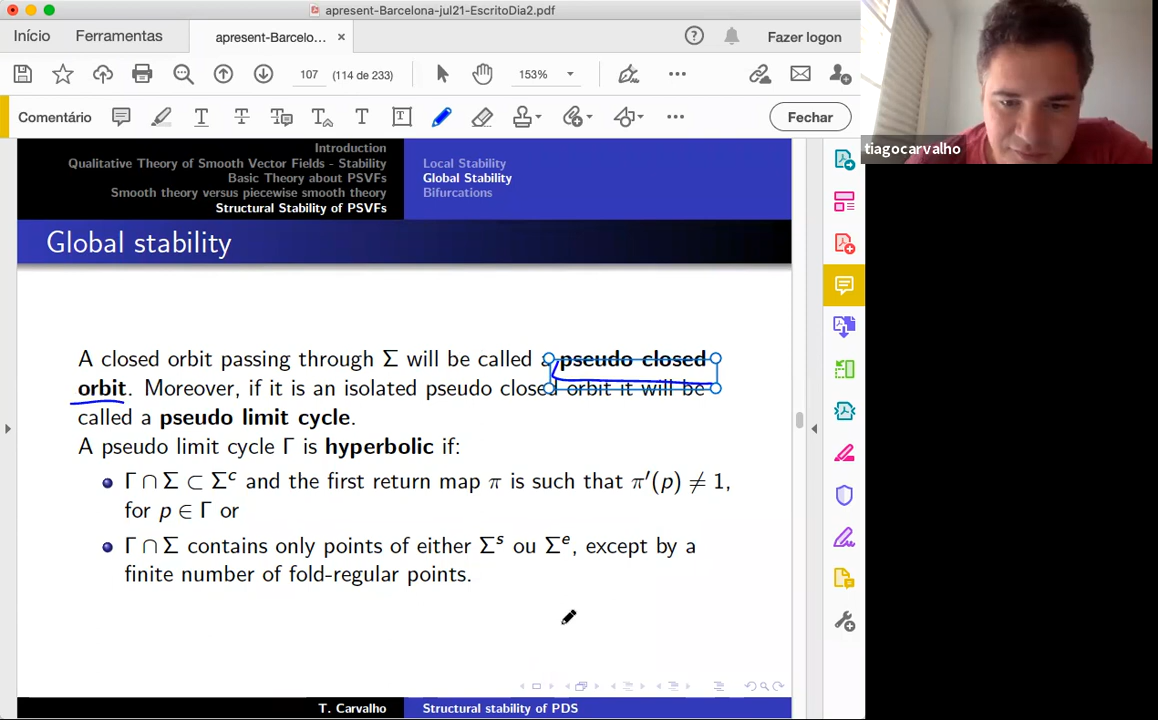 apresent-Barcelona-jul21-EscritoDia2.pdf
Início
Ferramentas
apresent-Barcelo...
Fazer logon
107
(114 de 233)
153%
Comentário
Fechar
tiagocarvalho
Introduction
Qualitative Theory of Smooth Vector Fields - Stability
Basic Theory about PSVFs
Smooth theory versus piecewise smooth theory
Structural Stability of PSVFs
Local Stability
Global Stability
Bifurcations
Global stability
A closed orbit passing through Σ will be called a pseudo closed
orbit. Moreover, if it is an isolated pseudo closed orbit it will be
called a pseudo limit cycle.
A pseudo limit cycle Γ is hyperbolic if:
Γ ∩ Σ ⊂ Σᶜ and the first return map π is such that π′(p) ≠ 1,
for p ∈ Γ or
Γ ∩ Σ contains only points of either Σˢ ou Σᵉ, except by a
finite number of fold-regular points.
T. Carvalho
Structural stability of PDS